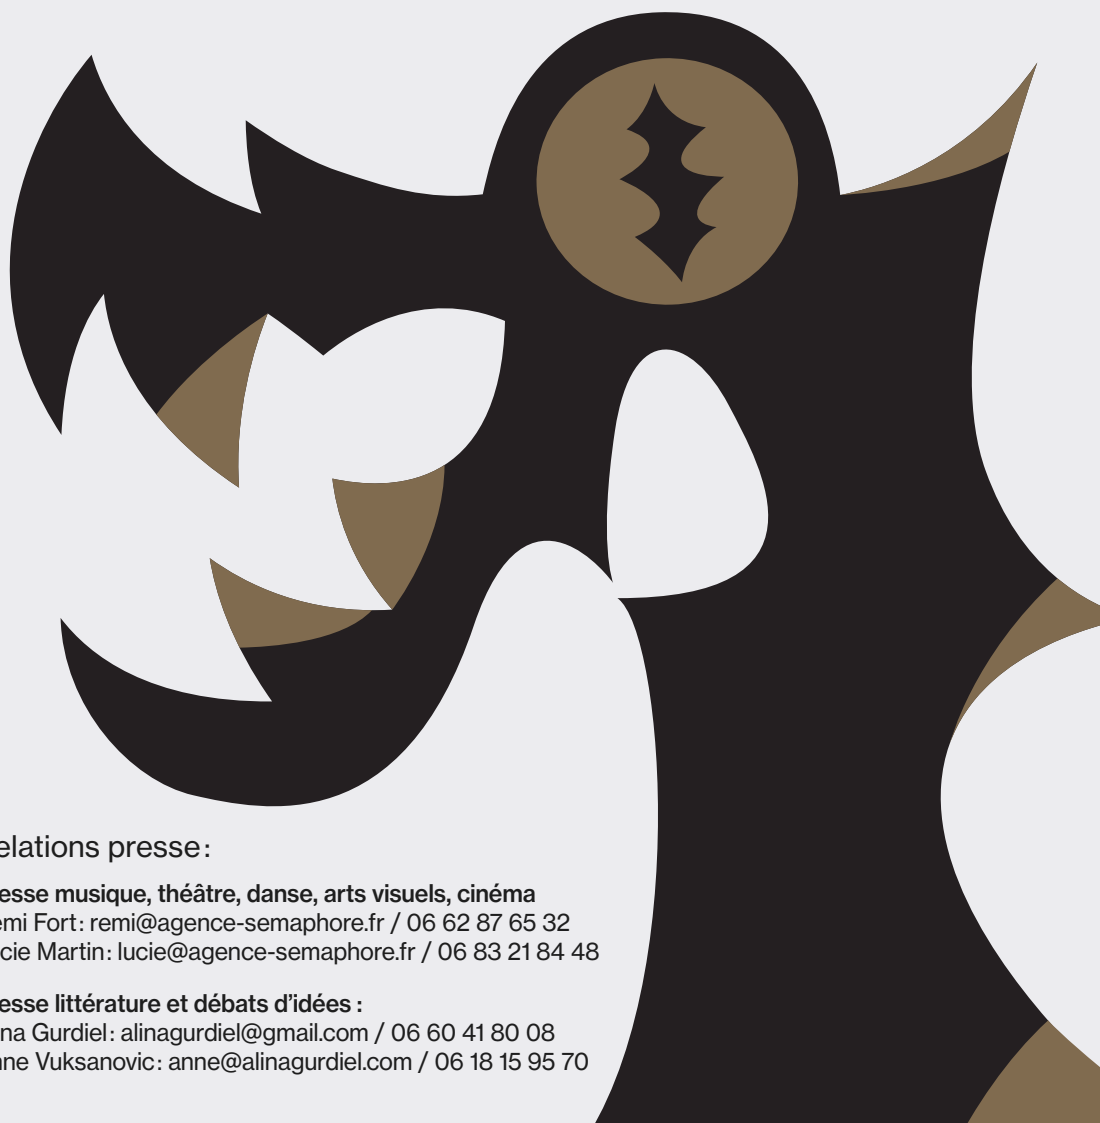 elations presse :
esse musique, théâtre, danse, arts visuels, cinéma
emi Fort : remi@agence-semaphore.fr / 06 62 87 65 32
cie Martin : lucie@agence-semaphore.fr / 06 83 21 84 48
esse littérature et débats d’idées :
na Gurdiel : alinagurdiel@gmail.com / 06 60 41 80 08
nne Vuksanovic : anne@alinagurdiel.com / 06 18 15 95 70